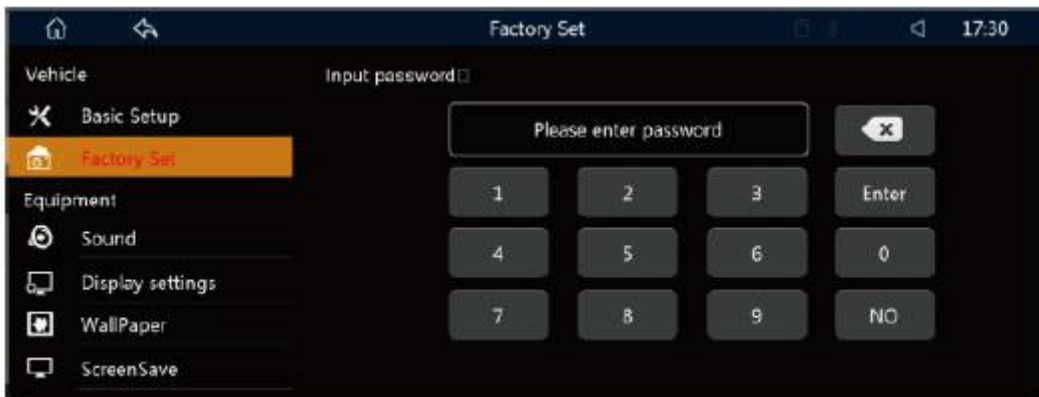 Factory Set
17:30
Vehicle
Input password
Basic Setup
Please enter password
Factory Set
1 2 3 Enter
Equipment
Sound
4 5 6 0
Display settings
7 8 9 NO
WallPaper
ScreenSave